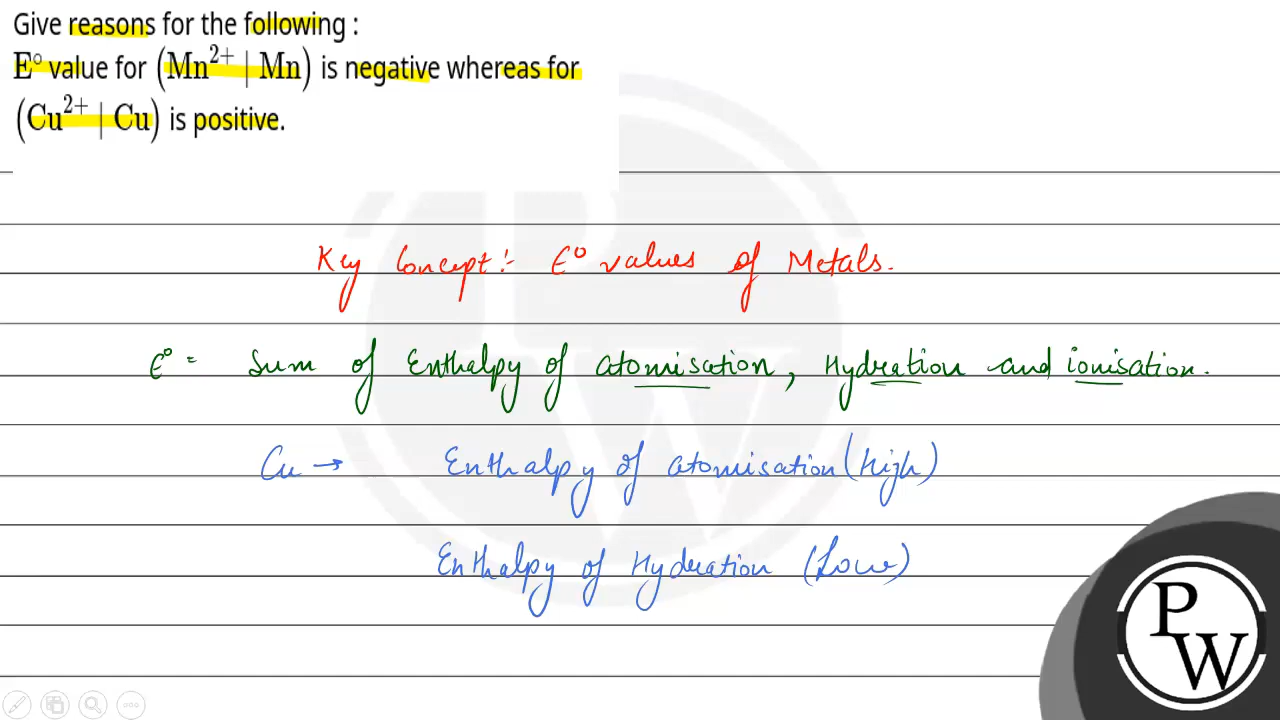 Give reasons for the following :
E° value for (Mn²⁺ | Mn) is negative whereas for
(Cu²⁺ | Cu) is positive.
Key Concept :- E° values of Metals.
E° = Sum of Enthalpy of atomisation, Hydration and ionisation.
Cu → Enthalpy of atomisation (High)
Enthalpy of Hydration (Low)
PW